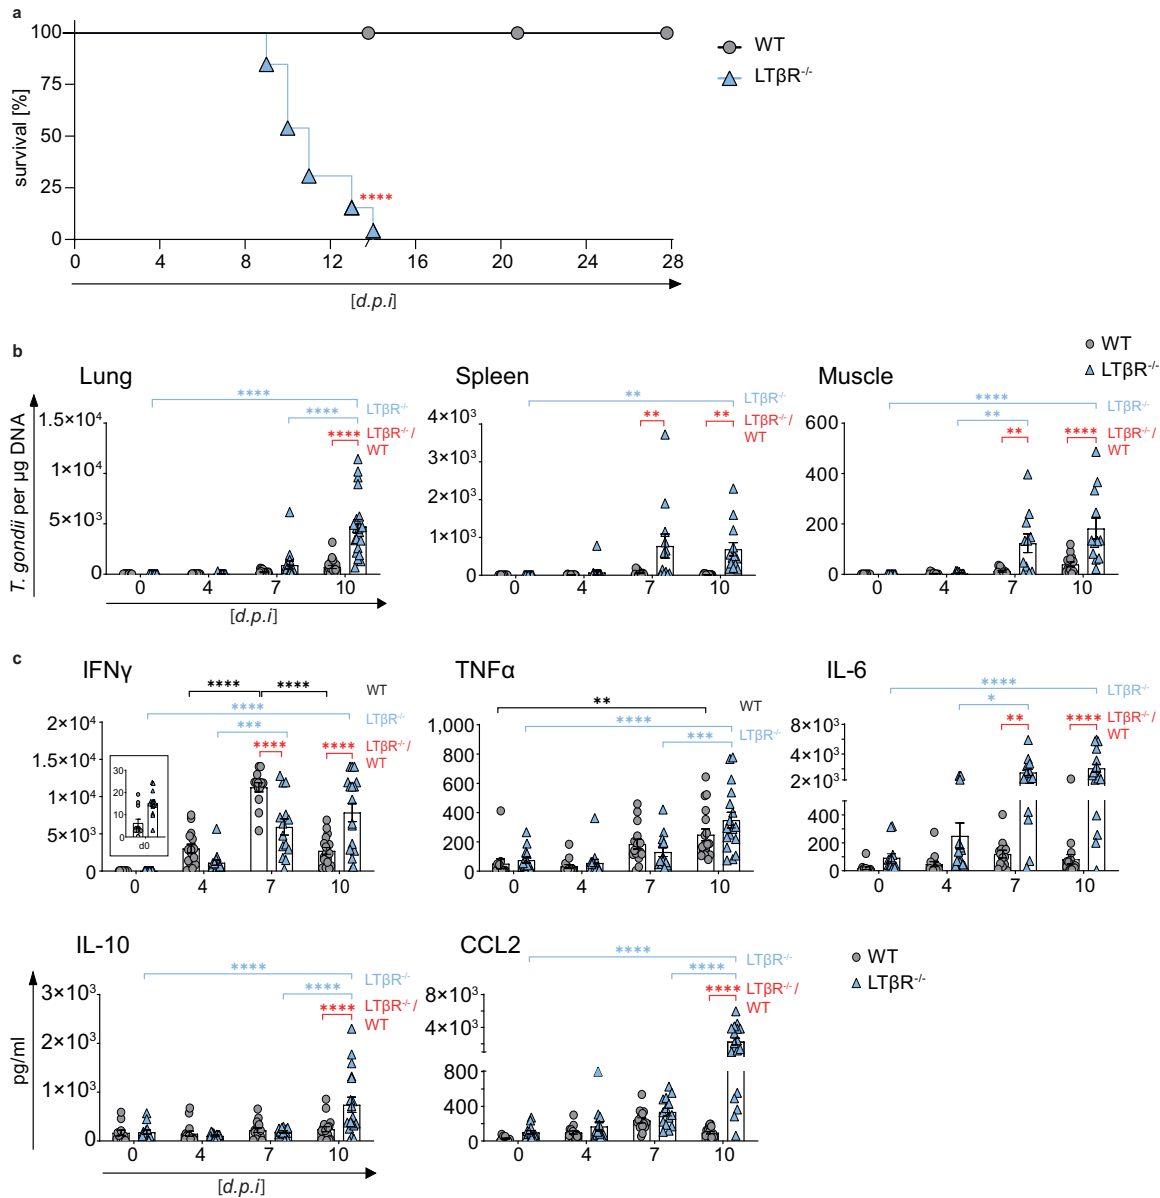 a
100
75
50
25
0
survival [%]
****
0 4 8 12 16 20 24 28
[d.p.i]
WT
LTβR-/-
b
WT
LTβR-/-
Lung
T. gondii per µg DNA
1.5×10⁴
1×10⁴
5×10³
0
****
****
****
LTβR-/-
LTβR-/- /
WT
0 4 7 10
[d.p.i]
Spleen
4×10³
3×10³
2×10³
1×10³
0
**
**
**
LTβR-/-
LTβR-/- /
WT
0 4 7 10
Muscle
600
400
200
0
****
**
**
****
LTβR-/-
LTβR-/- /
WT
0 4 7 10
c
IFNγ
2×10⁴
1.5×10⁴
1×10⁴
5×10³
0
**** ****
WT
****
LTβR-/-
***
**** ****
LTβR-/- /
WT
30
20
10
0
d0
0 4 7 10
TNFα
1,000
800
600
400
200
0
**
WT
****
***
LTβR-/-
0 4 7 10
IL-6
8×10³
4×10³
2×10³
400
200
0
****
*
LTβR-/-
** ****
LTβR-/- /
WT
0 4 7 10
IL-10
pg/ml
3×10³
2×10³
1×10³
0
****
LTβR-/-
****
****
LTβR-/- /
WT
0 4 7 10
[d.p.i]
CCL2
8×10³
4×10³
800
400
0
****
LTβR-/-
****
****
LTβR-/- /
WT
0 4 7 10
WT
LTβR-/-